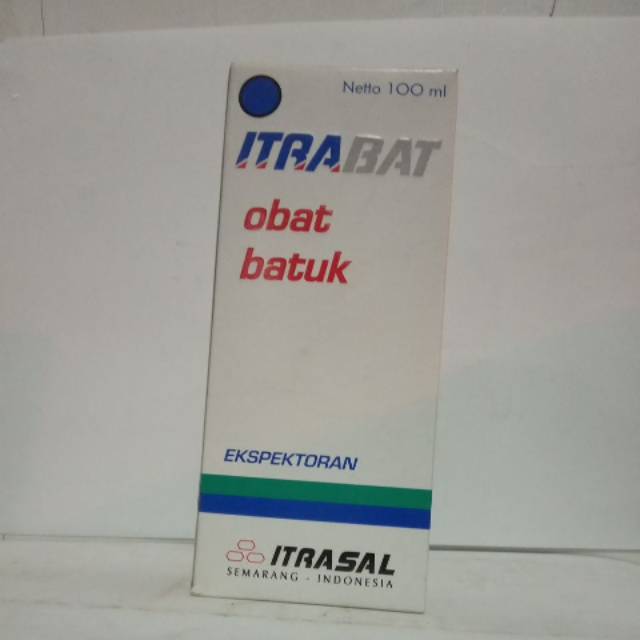 Netto 100 ml
ITRABAT
obat
batuk
EKSPEKTORAN
ITRASAL
SEMARANG - INDONESIA